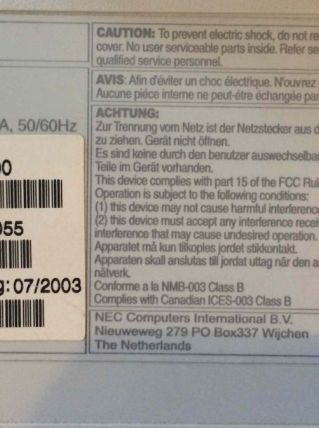 CAUTION: To prevent electric shock, do not re
cover. No user serviceable parts inside. Refer se
qualified service personnel.
AVIS: Afin d'éviter un choc électrique. N'ouvrez
Aucune pièce interne ne peut-étre échangée par
ACHTUNG:
Zur Trennung vom Netz ist der Netzstecker aus d
zu ziehen. Gerät nicht öffnen.
Es sind keine durch den benutzer auswechselba
Teile im Gerät vorhanden.
This device complies with part 15 of the FCC Rul
Operation is subject to the following conditions:
(1) this device may not cause harmful interference
(2) this device must accept any interference recei
interference that may cause undesired operation.
Apparatet må kun tilkoples jordet stikkontakt.
Apparaten skall anslutas till jordat uttag när den a
nätverk.
Conforme a la NMB-003 Class B
Complies with Canadian ICES-003 Class B
NEC Computers International B.V.
Nieuweweg 279 PO Box337 Wijchen
The Netherlands
A, 50/60Hz
00
055
g: 07/2003